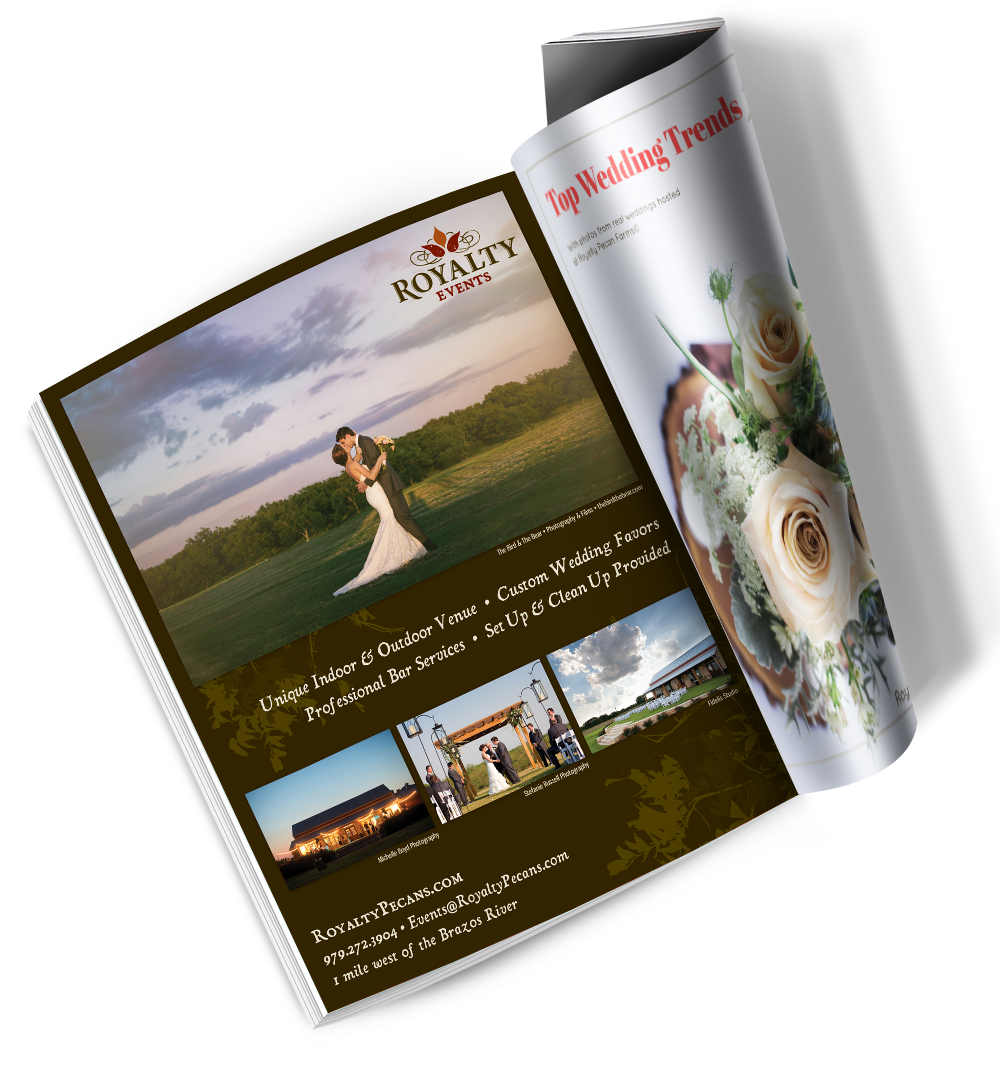 ROYALTY
EVENTS
The Bird & The Bear • Photography & Films • thebirdthebear.com
Unique Indoor & Outdoor Venue • Custom Wedding Favors
Professional Bar Services • Set Up & Clean Up Provided
Fidelis Studio
Stefanie Bussell Photography
Michelle Boyd Photography
ROYALTYPECANS.COM
979.272.3904 • Events@RoyaltyPecans.com
1 mile west of the Brazos River
Top Wedding Trends
with photos from real weddings hosted
at Royalty Pecan Farms©